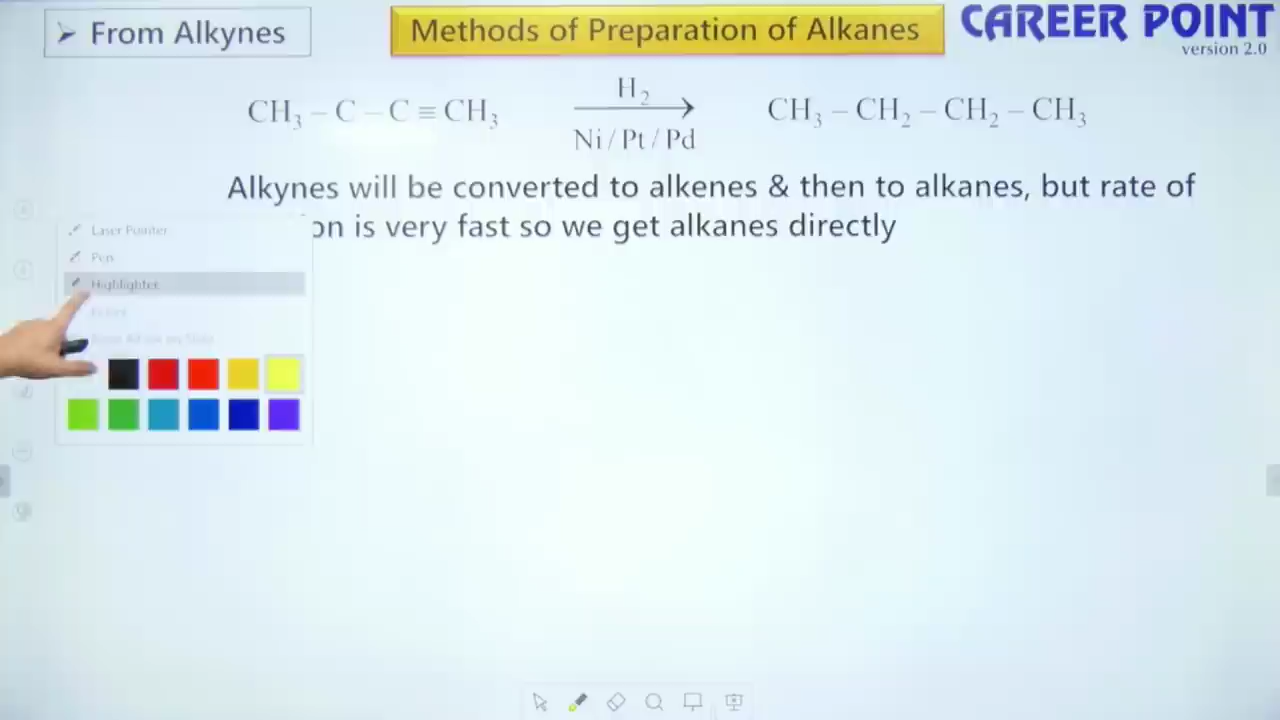 ➢ From Alkynes
Methods of Preparation of Alkanes
CAREER POINT
version 2.0
CH₃ – C – C ≡ CH₃
H₂
Ni / Pt / Pd
CH₃ – CH₂ – CH₂ – CH₃
Alkynes will be converted to alkenes & then to alkanes, but rate of
on is very fast so we get alkanes directly
Laser Pointer
Pen
Highlighter